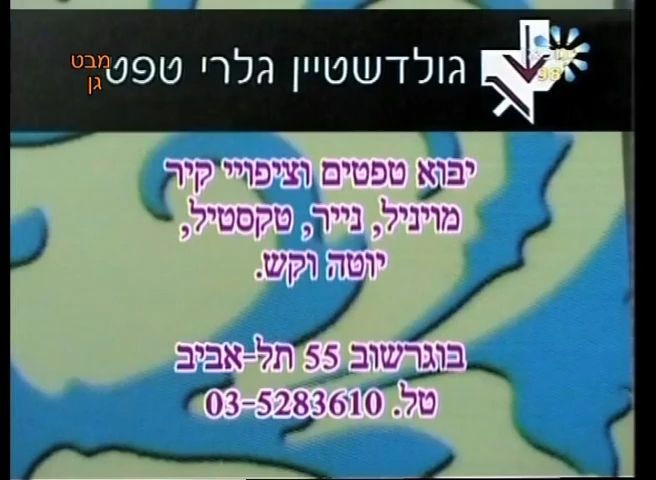 גולדשטיין גלרי טפט
מבט
גן
98
יבוא טפטים וציפויי קיר
מויניל, נייר, טקסטיל,
יוטה וקש.
בוגרשוב 55 תל-אביב
טל. 03-5283610